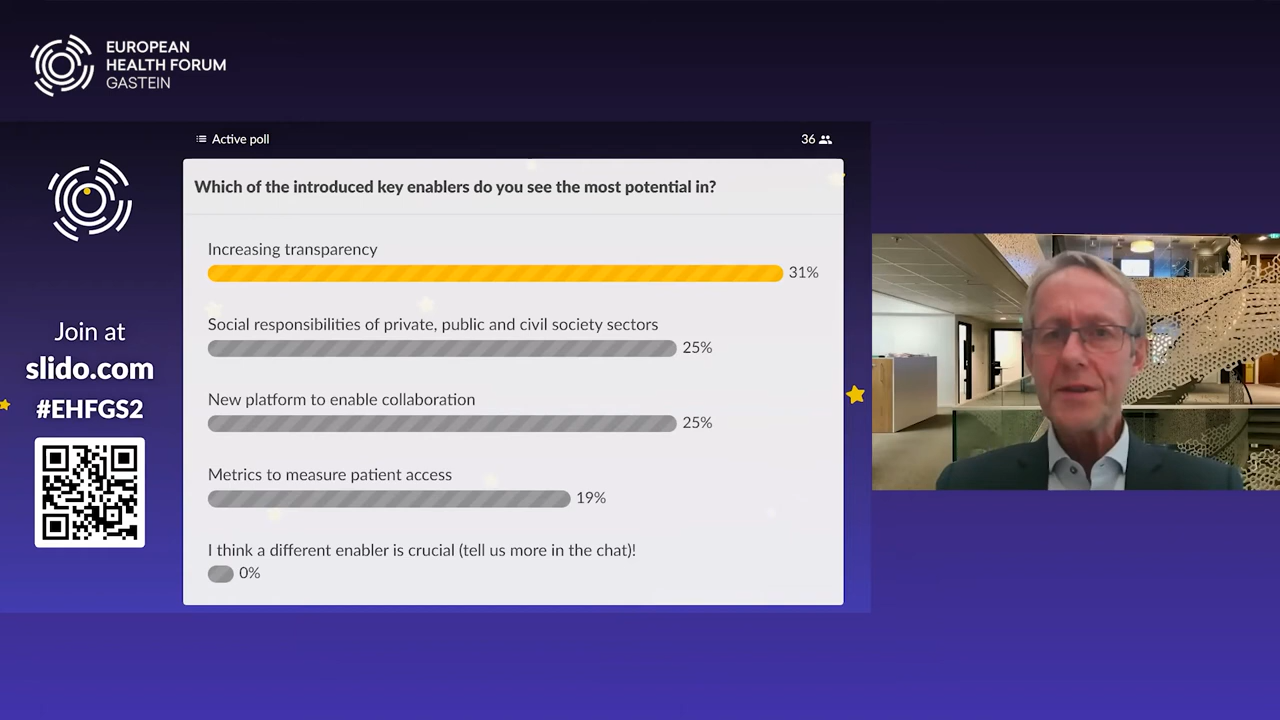 EUROPEAN
HEALTH FORUM
GASTEIN
Active poll
36
Which of the introduced key enablers do you see the most potential in?
Increasing transparency
31%
Social responsibilities of private, public and civil society sectors
25%
New platform to enable collaboration
25%
Metrics to measure patient access
19%
I think a different enabler is crucial (tell us more in the chat)!
0%
Join at
slido.com
#EHFGS2